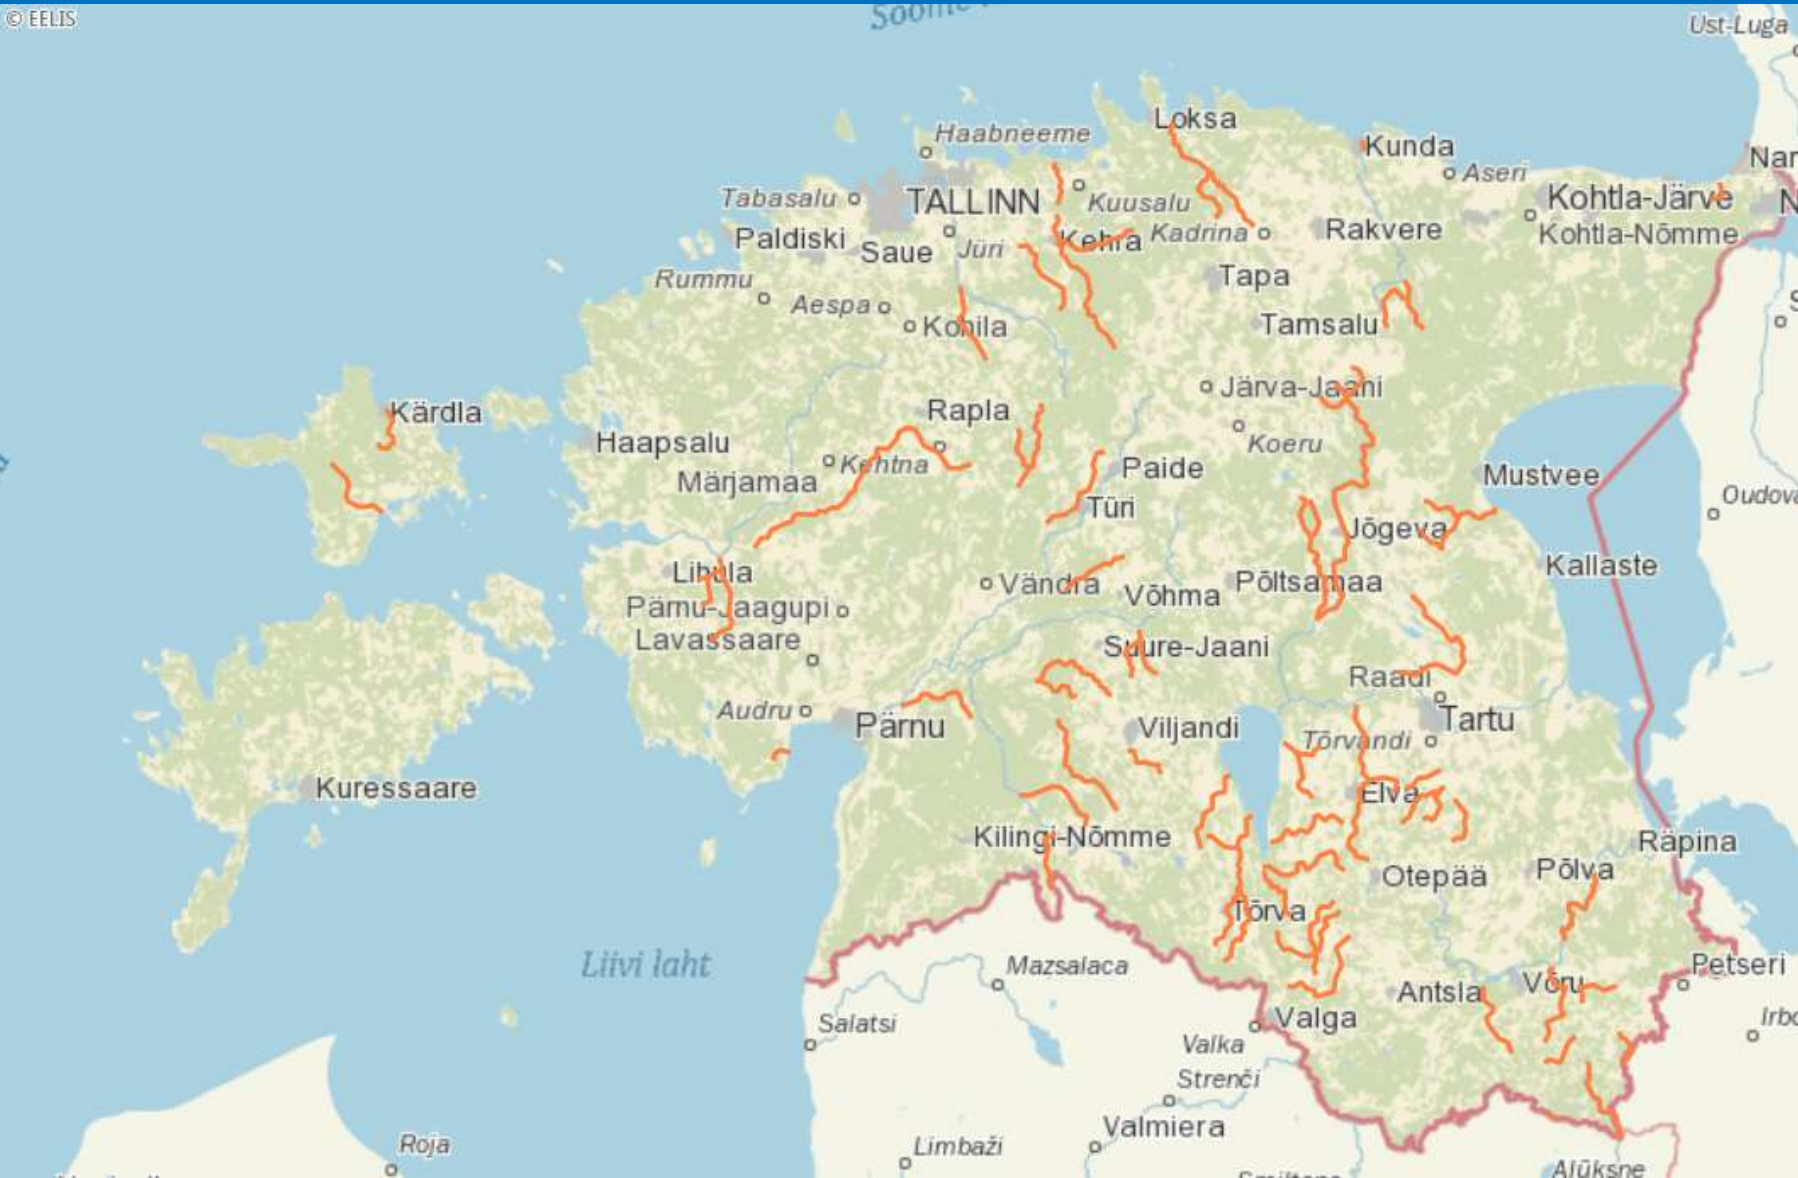 © EELIS
Soome
Ust-Luga
Loksa
Haabneeme
Kunda
Aseri
Nar
Tabasalu
TALLINN
Kuusalu
Kohtla-Järve
N
Paldiski
Saue
Jüri
Kehra
Kadrina
Rakvere
Kohtla-Nõmme
Rummu
Aespa
Tapa
Kohila
Tamsalu
S
Järva-Jaani
Kärdla
Rapla
Haapsalu
Koeru
Kehtna
Paide
Mustvee
Märjamaa
Oudova
Türi
Jõgeva
Kallaste
Lihula
Vändra
Põltsamaa
Võhma
Pärnu-Jaagupi
Lavassaare
Suure-Jaani
Raadi
Audru
Pärnu
Viljandi
Tartu
Tõrvandi
Kuressaare
Elva
Kilingi-Nõmme
Räpina
Otepää
Põlva
Tõrva
Liivi laht
Mazsalaca
Petseri
Võru
Antsla
Salatsi
Valga
Irbo
Valka
Strenči
Valmiera
Roja
Limbaži
Alūksne